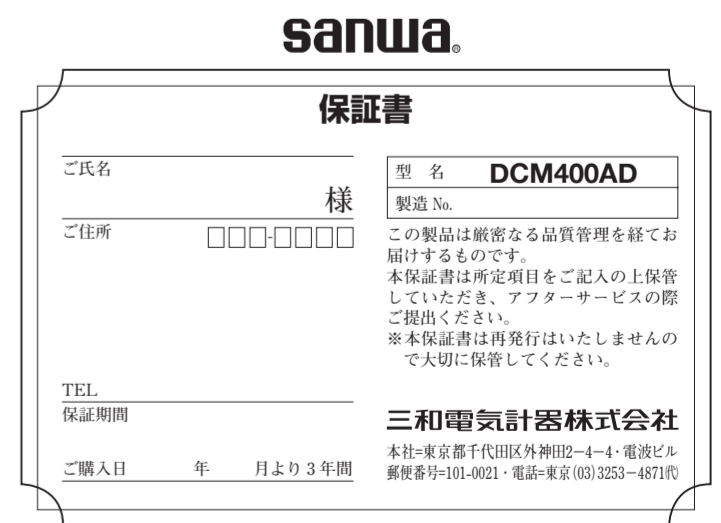 sanwa®
保証書
ご氏名
様
ご住所
□□□-□□□□
TEL
保証期間
ご購入日 年 月より3年間
型 名 DCM400AD
製造 No.
この製品は厳密なる品質管理を経てお
届けするものです。
本保証書は所定項目をご記入の上保管
していただき、アフターサービスの際
ご提出ください。
※本保証書は再発行はいたしませんの
で大切に保管してください。
三和電気計器株式会社
本社=東京都千代田区外神田2-4-4・電波ビル
郵便番号=101-0021・電話=東京(03)3253-4871㈹